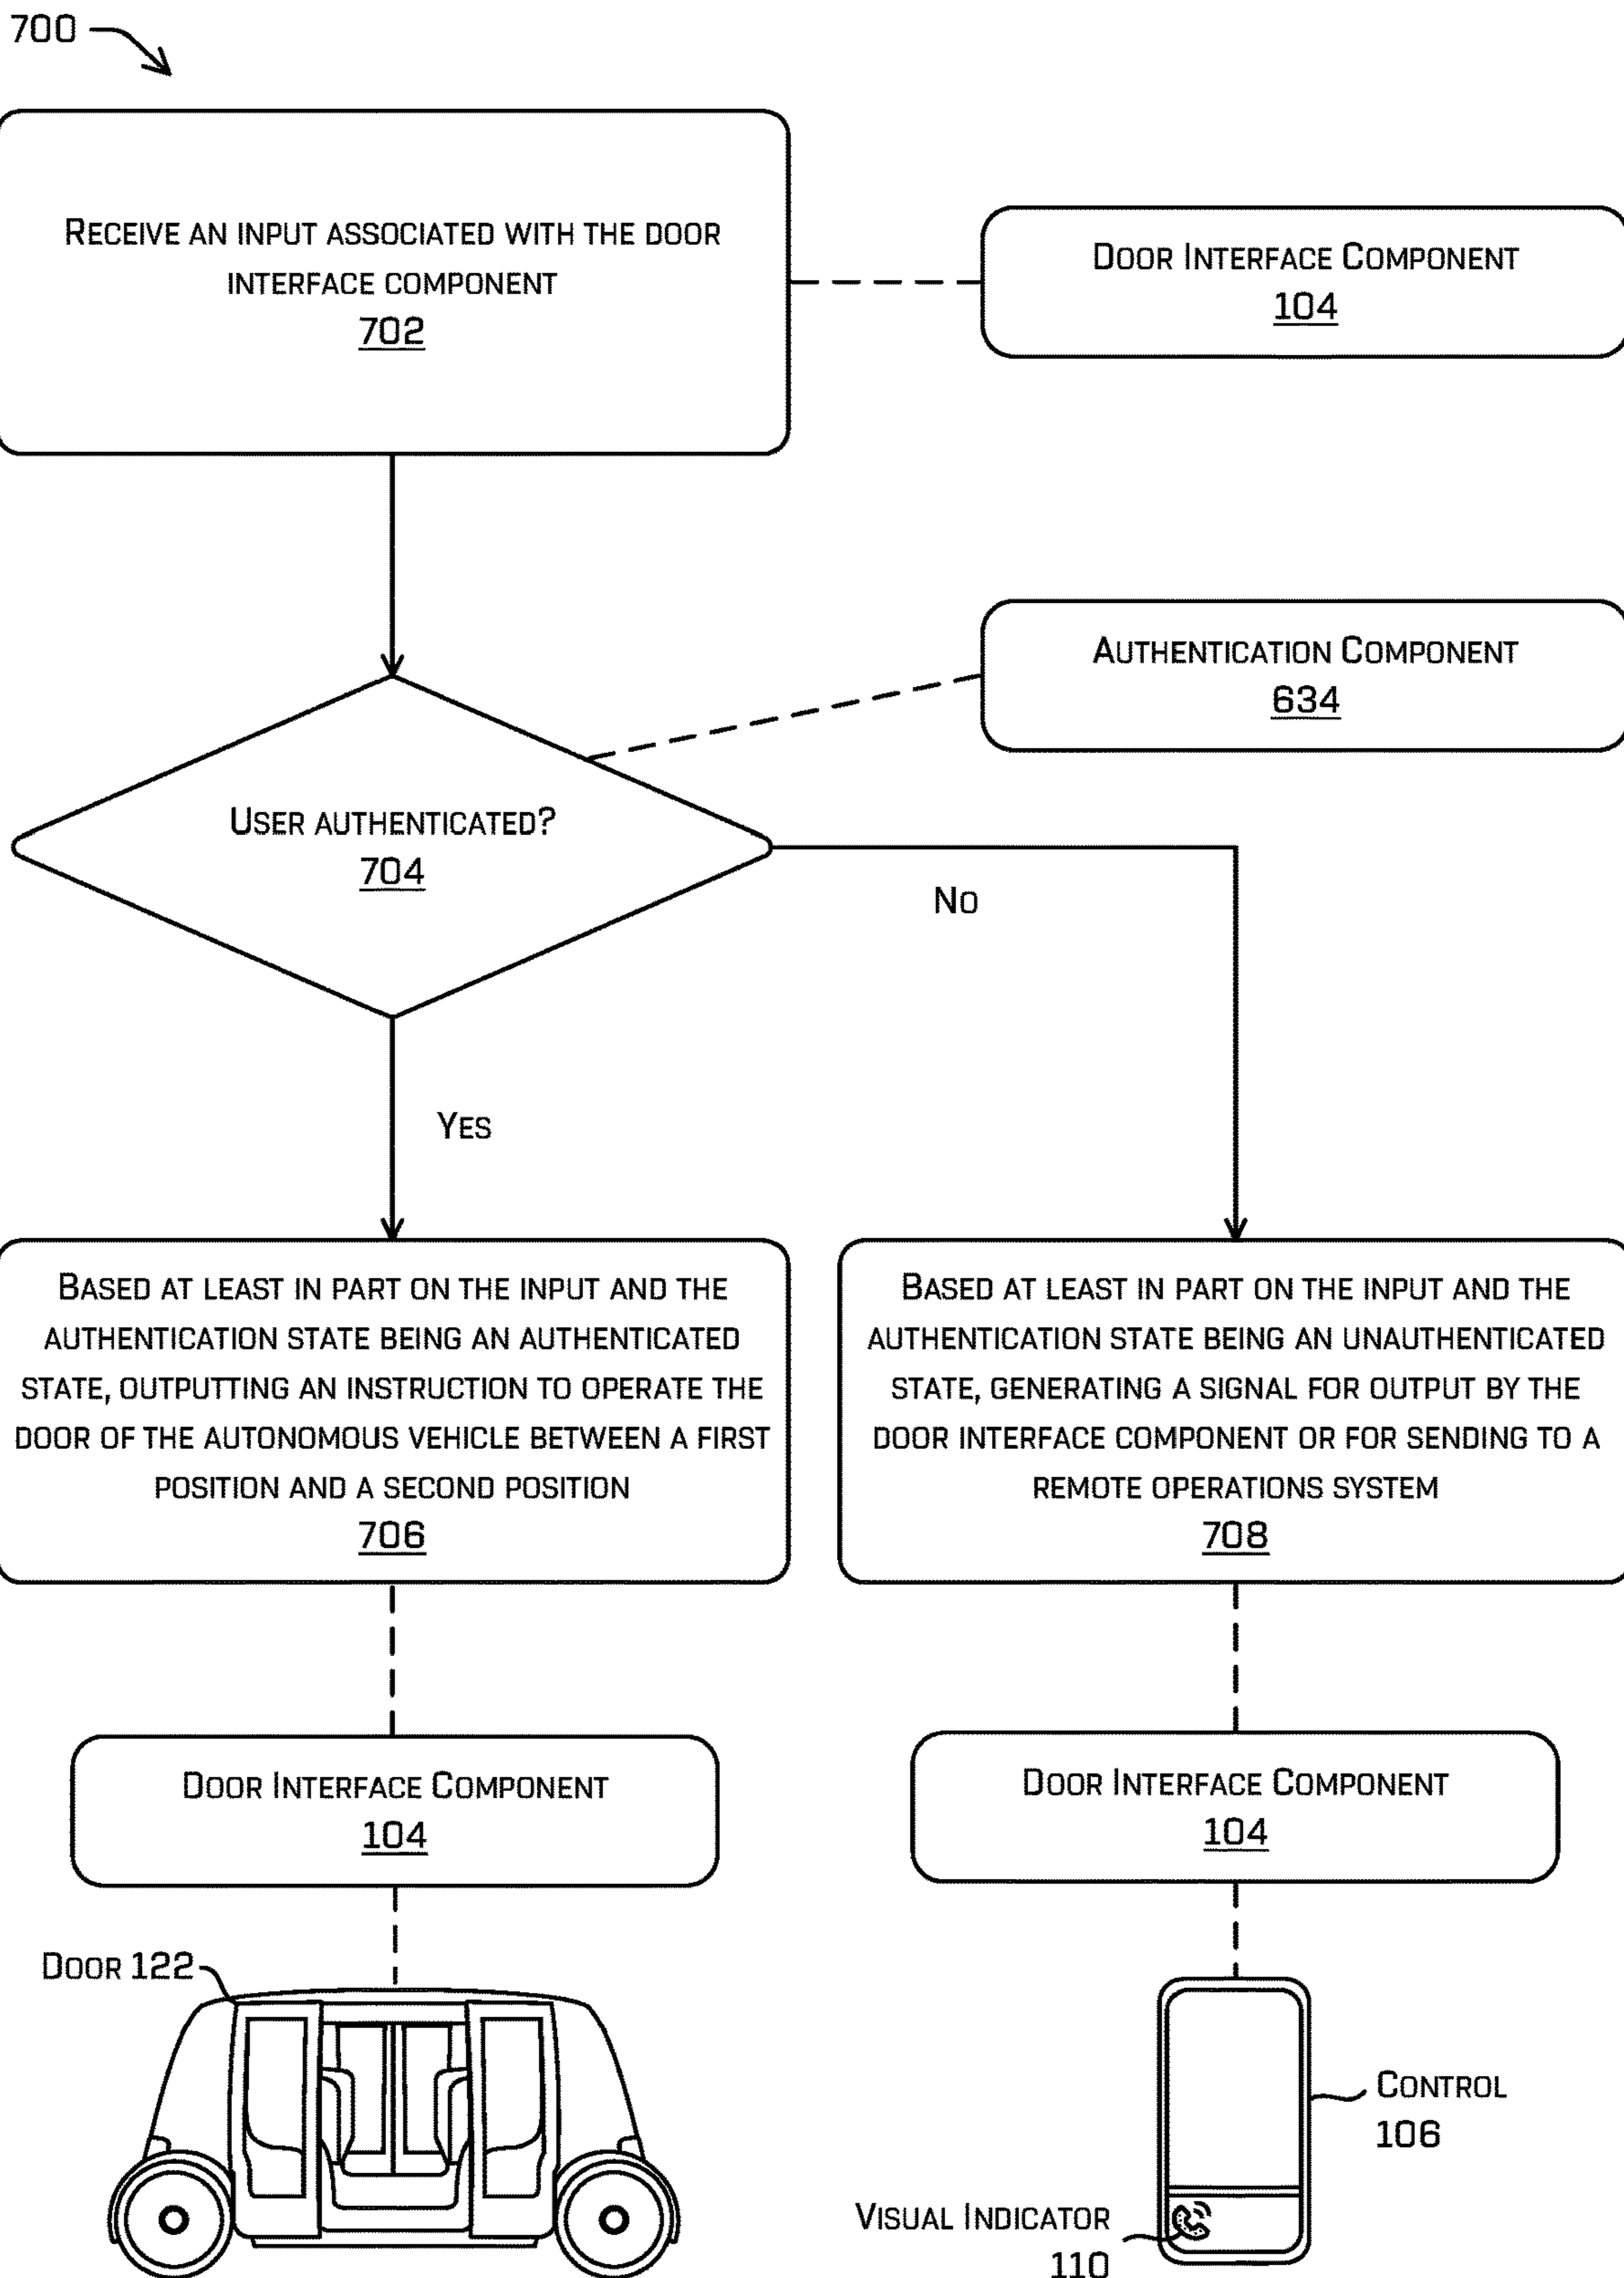 700
RECEIVE AN INPUT ASSOCIATED WITH THE DOOR
INTERFACE COMPONENT
702
DOOR INTERFACE COMPONENT
104
AUTHENTICATION COMPONENT
634
USER AUTHENTICATED?
704
NO
YES
BASED AT LEAST IN PART ON THE INPUT AND THE
AUTHENTICATION STATE BEING AN AUTHENTICATED
STATE, OUTPUTTING AN INSTRUCTION TO OPERATE THE
DOOR OF THE AUTONOMOUS VEHICLE BETWEEN A FIRST
POSITION AND A SECOND POSITION
706
BASED AT LEAST IN PART ON THE INPUT AND THE
AUTHENTICATION STATE BEING AN UNAUTHENTICATED
STATE, GENERATING A SIGNAL FOR OUTPUT BY THE
DOOR INTERFACE COMPONENT OR FOR SENDING TO A
REMOTE OPERATIONS SYSTEM
708
DOOR INTERFACE COMPONENT
104
DOOR INTERFACE COMPONENT
104
DOOR 122
CONTROL
106
VISUAL INDICATOR
110